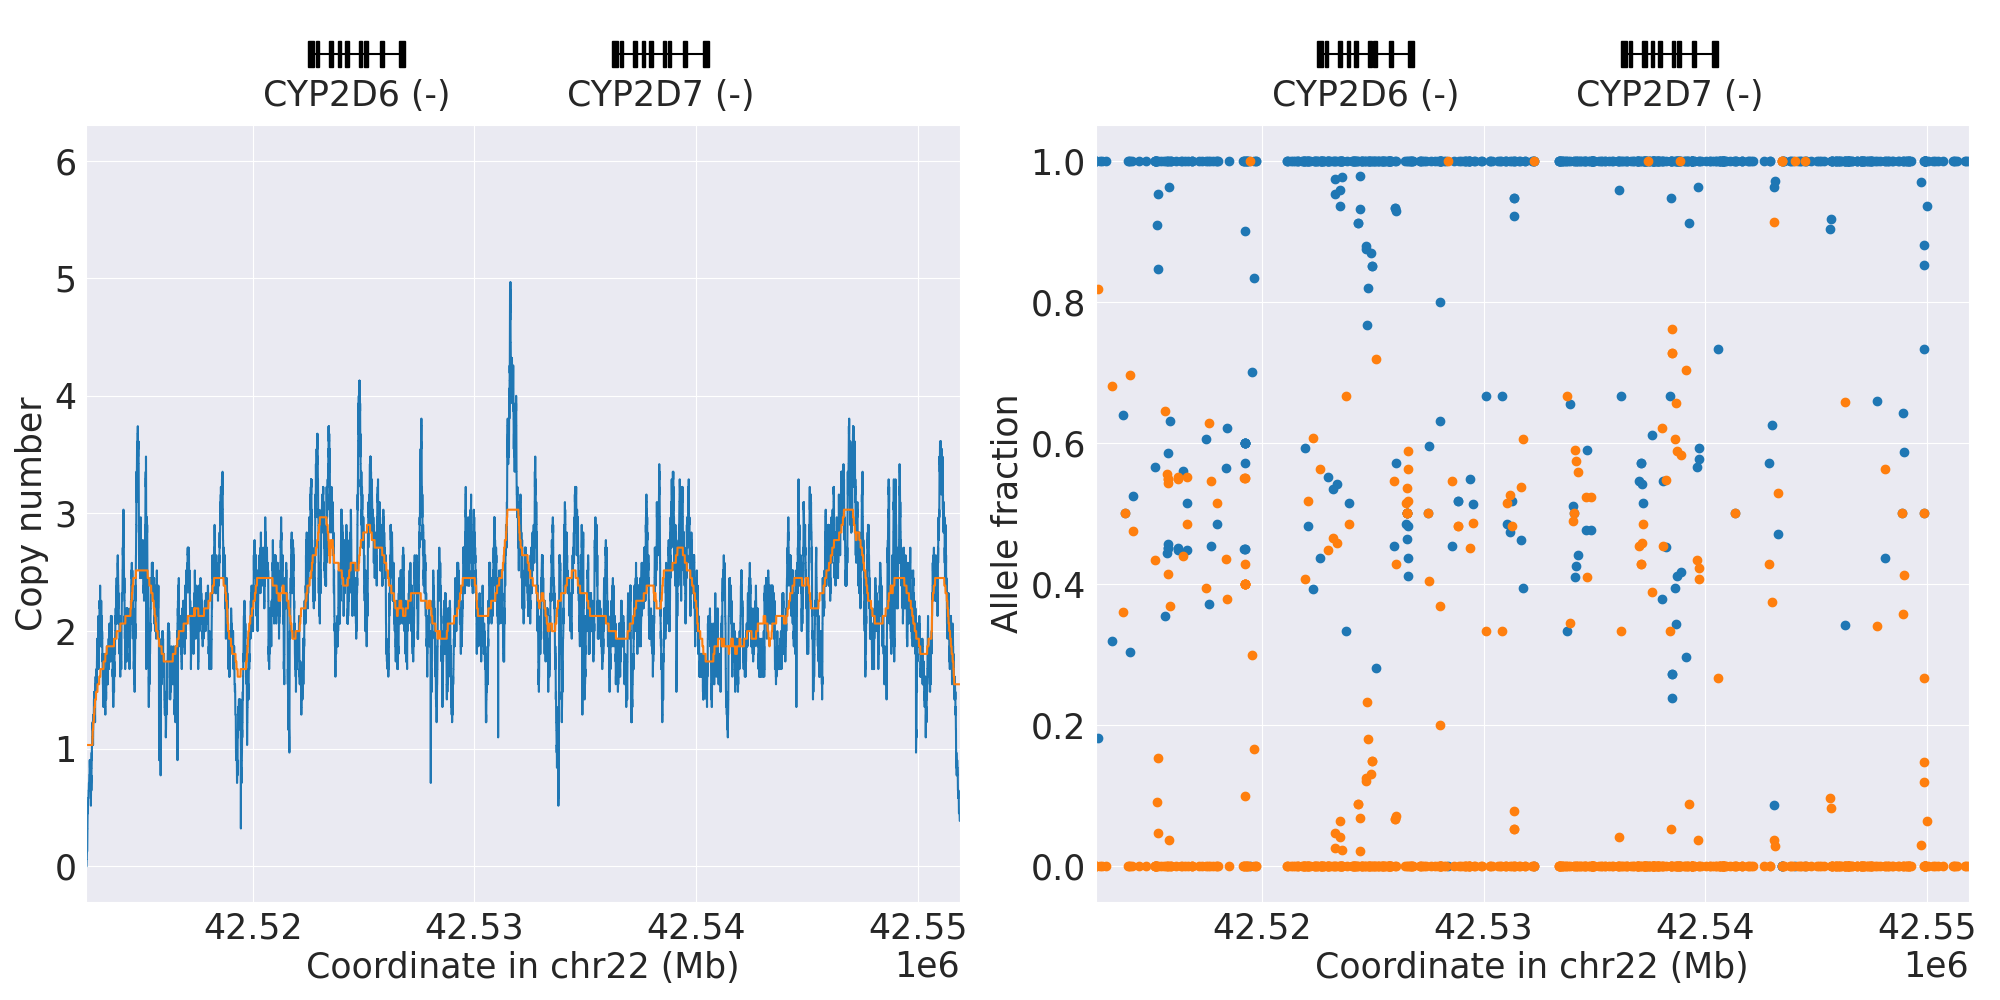 CYP2D6 (-) CYP2D7 (-)
CYP2D6 (-) CYP2D7 (-)
6
5
4
3
2
1
0
Copy number
42.52 42.53 42.54 42.55
Coordinate in chr22 (Mb) 1e6
1.0
0.8
0.6
0.4
0.2
0.0
Allele fraction
42.52 42.53 42.54 42.55
Coordinate in chr22 (Mb) 1e6